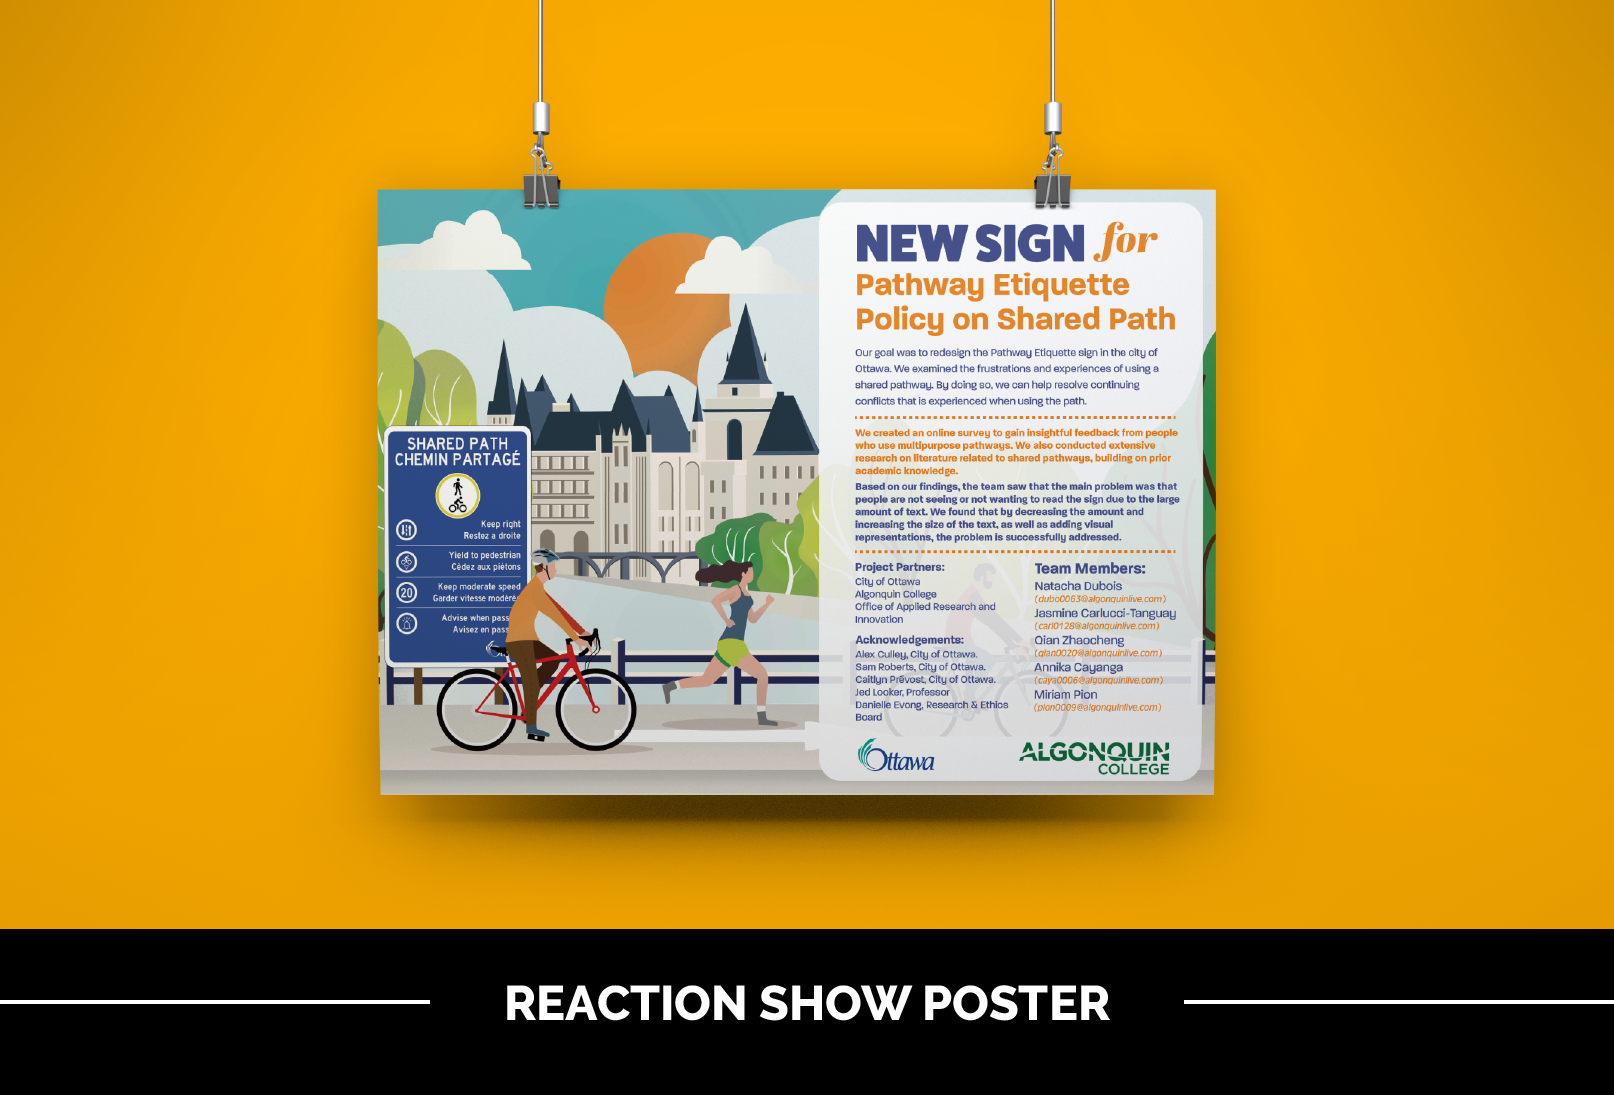 NEW SIGN for
Pathway Etiquette
Policy on Shared Path
Our goal was to redesign the Pathway Etiquette sign in the city of
Ottawa. We examined the frustrations and experiences of using a
shared pathway. By doing so, we can help resolve continuing
conflicts that is experienced when using the path.
We created an online survey to gain insightful feedback from people
who use multipurpose pathways. We also conducted extensive
research on literature related to shared pathways, building on prior
academic knowledge.
Based on our findings, the team saw that the main problem was that
people are not seeing or not wanting to read the sign due to the large
amount of text. We found that by decreasing the amount and
increasing the size of the text, as well as adding visual
representations, the problem is successfully addressed.
Project Partners:
City of Ottawa
Algonquin College
Office of Applied Research and
Innovation
Acknowledgements:
Alex Culley, City of Ottawa.
Sam Roberts, City of Ottawa.
Caitlyn Prévost, City of Ottawa.
Jed Looker, Professor
Danielle Evong, Research & Ethics
Board
Team Members:
Natacha Dubois
(dubo0063@algonquinlive.com)
Jasmine Carlucci-Tanguay
(carl0128@algonquinlive.com)
Qian Zhaocheng
(qian0020@algonquinlive.com)
Annika Cayanga
(caya0006@algonquinlive.com)
Miriam Pion
(pion0009@algonquinlive.com)
Ottawa
ALGONQUIN
COLLEGE
SHARED PATH
CHEMIN PARTAGÉ
Keep right
Restez a droite
Yield to pedestrian
Cédez aux piétons
20
Keep moderate speed
Garder vitesse modéré
Advise when pass
Avisez en pass
REACTION SHOW POSTER